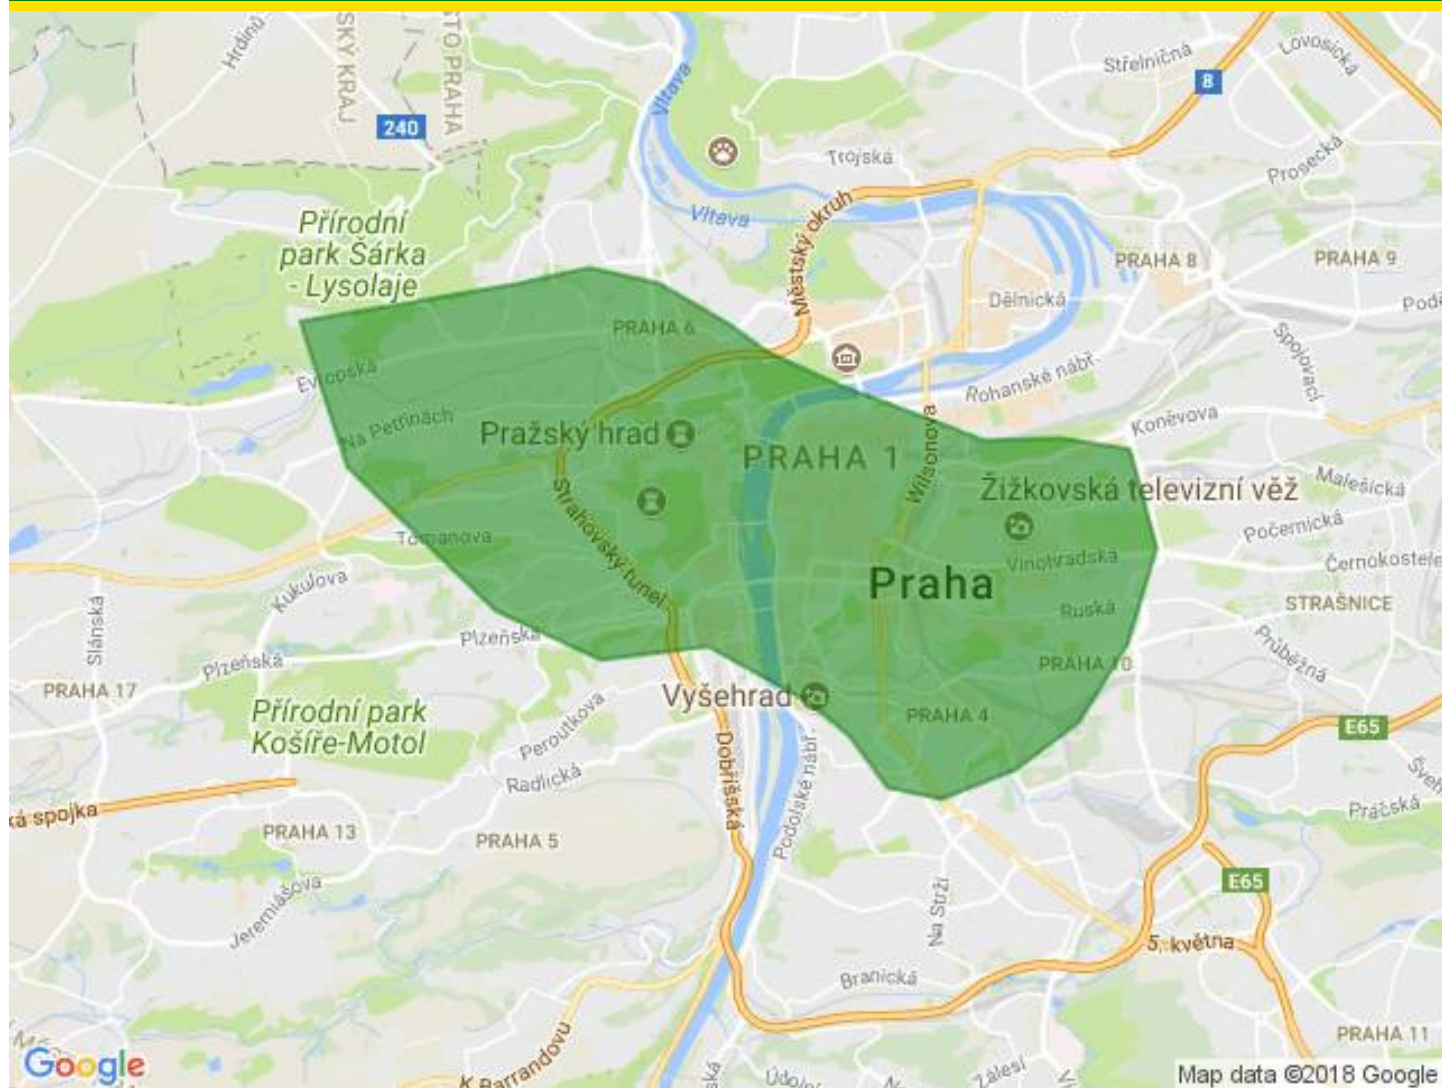 Hrdinů
SKÝ KRAJ
STO PRAHA
Vltava
Střelničná
Lovosická
8
240
Trojská
Prosecká
Přírodní
park Šárka
- Lysolaje
Vltava
Městský okruh
PRAHA 8
PRAHA 9
Dělnická
Podě
PRAHA 6
Spojovací
Evropská
Rohanské nábř.
Na Petřinách
Pražský hrad
PRAHA 1
Wilsonova
Koněvova
Žižkovská televizní věž
Malešická
Strahovský tunel
Tomanova
Počernická
Vinohradská
Černokostele
Kukulova
Praha
Ruská
STRAŠNICE
Slánská
Plzeňská
Plzeňská
PRAHA 10
Průběžná
PRAHA 17
Vyšehrad
PRAHA 4
Přírodní park
Košíře-Motol
Peroutkova
E65
Radlická
Dobříšská
Podolské nábř.
Šveh
ká spojka
Práčská
PRAHA 13
PRAHA 5
E65
Jeremiášova
Na Strži
5. května
Branická
K Barrandovu
PRAHA 11
Google
ská
Údolní
Zálesí
Map data ©2018 Google